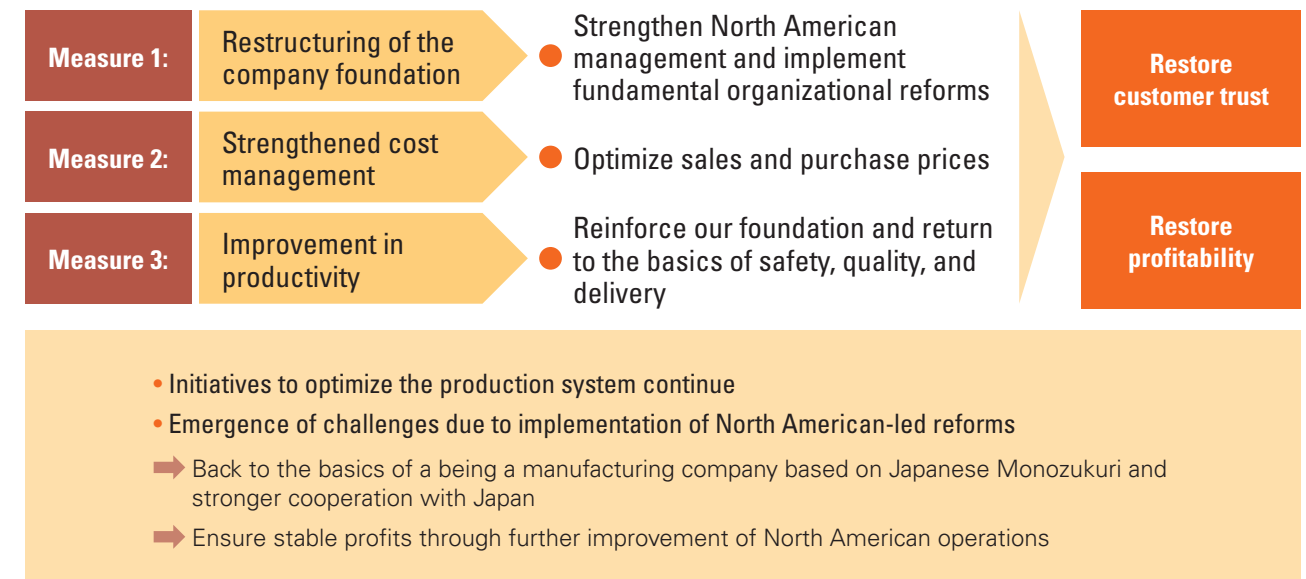 Measure 1:
Restructuring of the
company foundation
Strengthen North American
management and implement
fundamental organizational reforms
Measure 2:
Strengthened cost
management
Optimize sales and purchase prices
Measure 3:
Improvement in
productivity
Reinforce our foundation and return
to the basics of safety, quality, and
delivery
Restore
customer trust
Restore
profitability
• Initiatives to optimize the production system continue
• Emergence of challenges due to implementation of North American-led reforms
Back to the basics of a being a manufacturing company based on Japanese Monozukuri and
stronger cooperation with Japan
Ensure stable profits through further improvement of North American operations